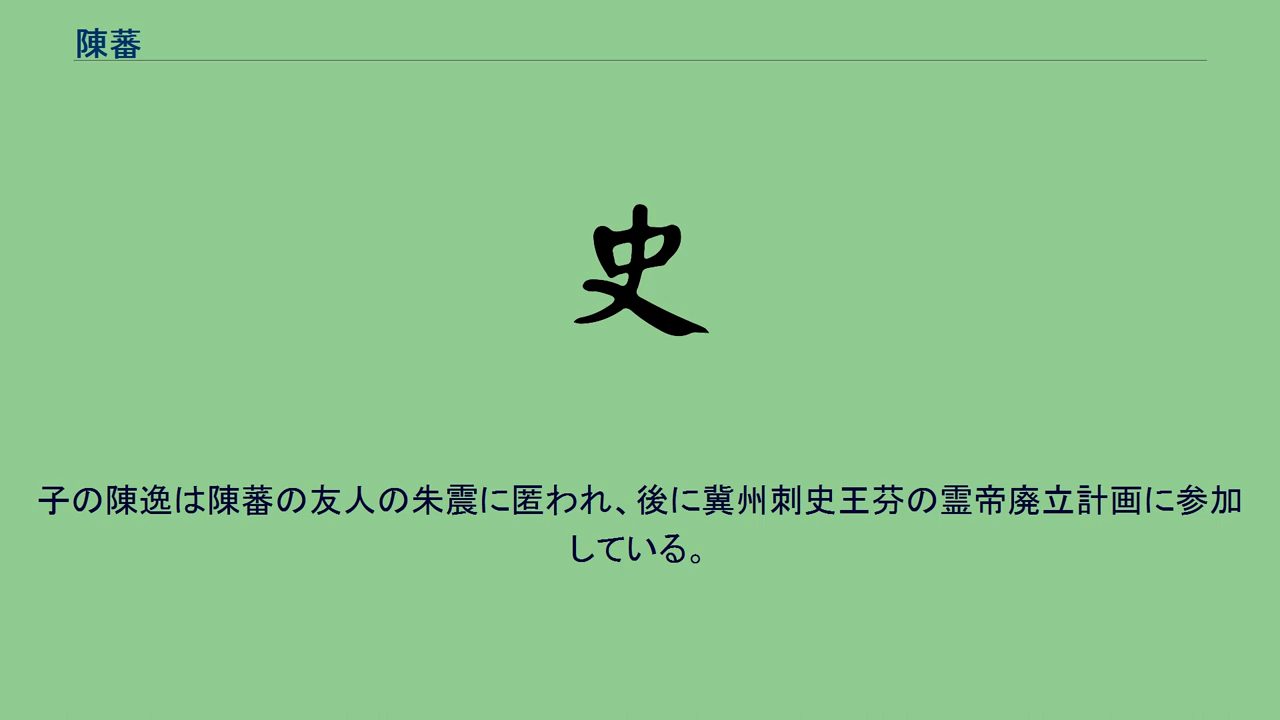 陳蕃
史
子の陳逸は陳蕃の友人の朱震に匿われ、後に冀州刺史王芬の霊帝廃立計画に参加
している。